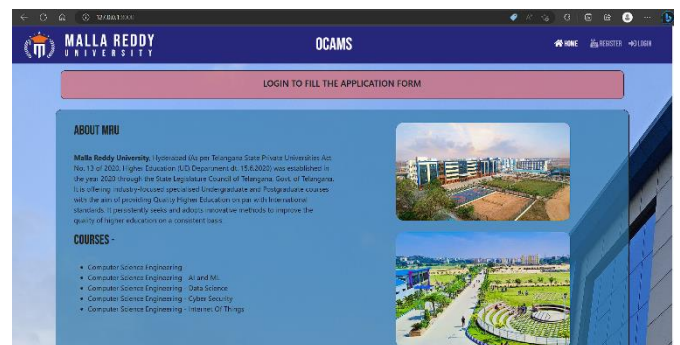 127.0.0.1:8000
MALLA REDDY
UNIVERSITY
OCAMS
HOME
REGISTER
LOGIN
LOGIN TO FILL THE APPLICATION FORM
ABOUT MRU
Malla Reddy University, Hyderabad (As per Telangana State Private Universities Act
No. 13 of 2020, Higher Education (UE) Department dt. 15.6.2020) was established in
the year 2020 through the State Legislature Council of Telangana, Govt. of Telangana.
It is offering industry-focused specialised Undergraduate and Postgraduate courses
with the aim of providing Quality Higher Education on par with International
standards. It persistently seeks and adopts innovative methods to improve the
quality of higher education on a consistent basis
COURSES -
• Computer Science Engineering
• Computer Science Engineering - AI and ML
• Computer Science Engineering - Data Science
• Computer Science Engineering - Cyber Security
• Computer Science Engineering - Internet Of Things